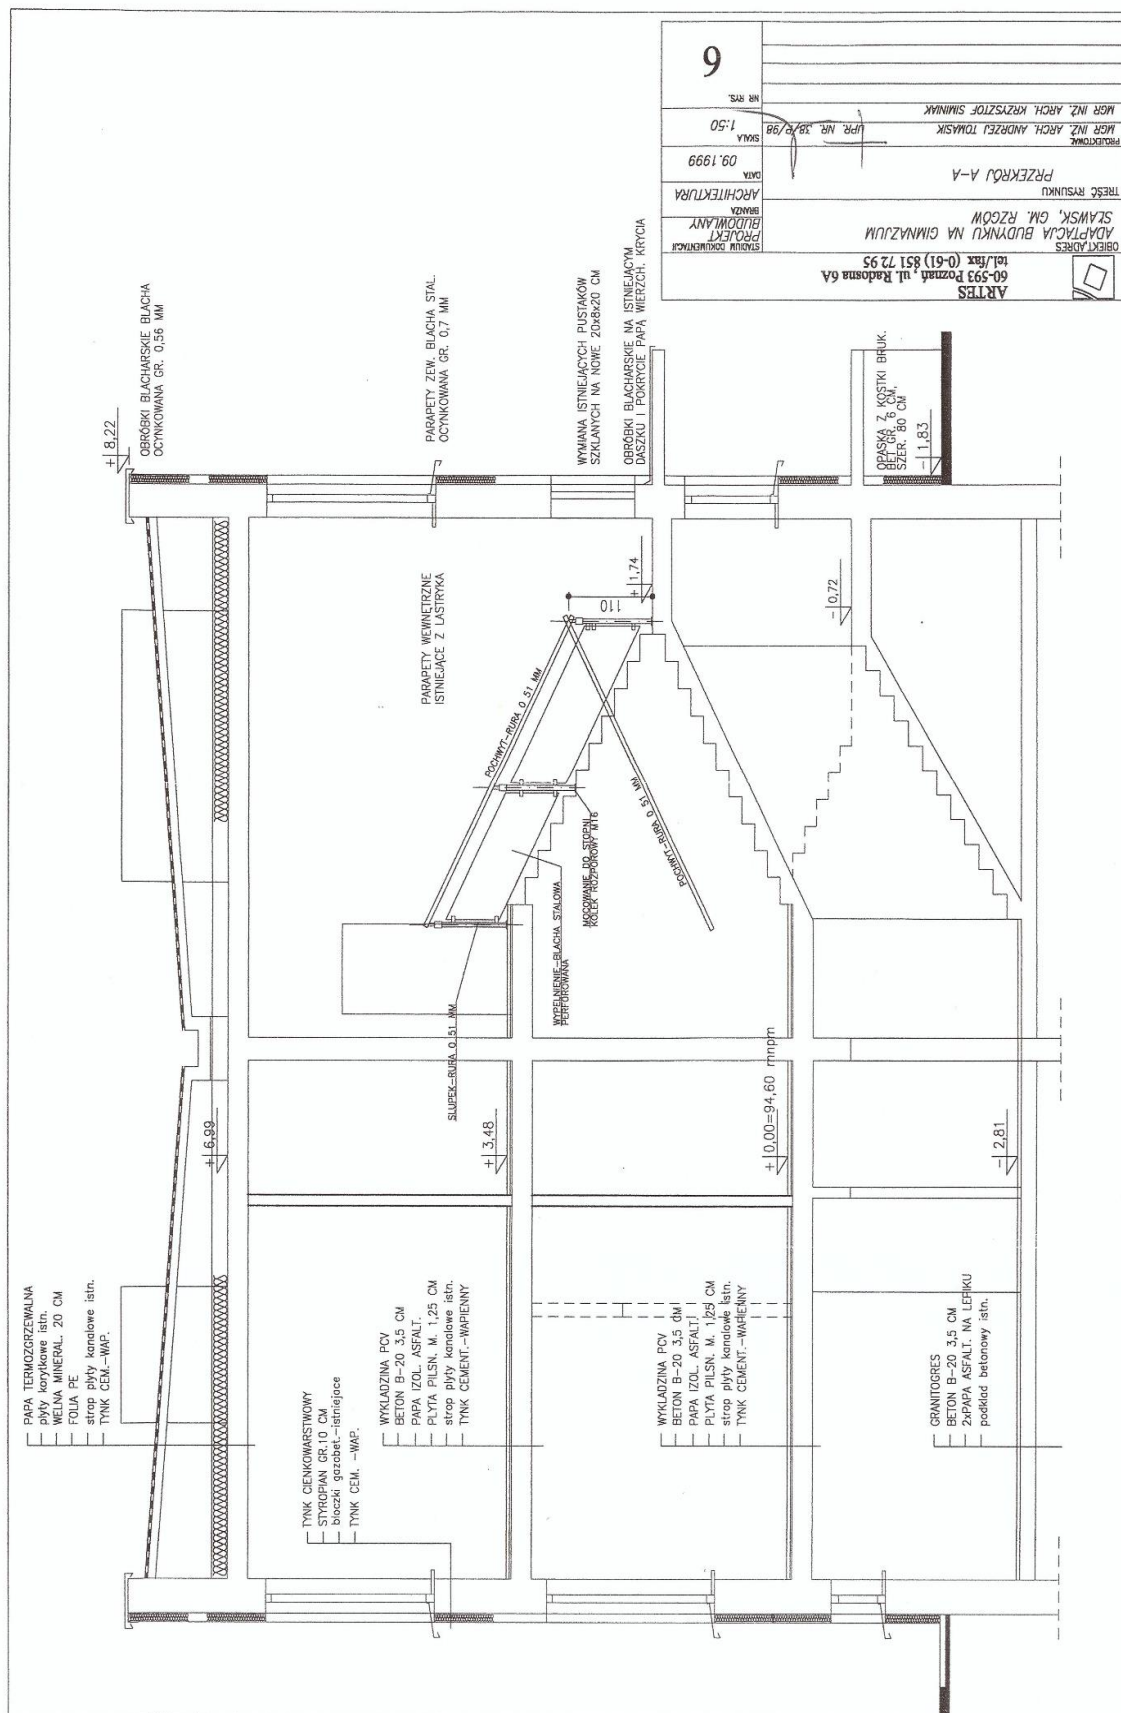 ARTES
60-593 Poznań, ul. Radosna 6A
tel./fax (0-61) 851 72 95
OBIEKT,ADRES
ADAPTACJA BUDYNKU NA GIMNAZJUM
SŁAWSK, GM. RZGÓW
STADIUM DOKUMENTACJI
PROJEKT
BUDOWLANY
BRANŻA
ARCHITEKTURA
TREŚĆ RYSUNKU
PRZEKRÓJ A-A
DATA
09.1999
PROJEKTOWAŁ
MGR INŻ. ARCH. ANDRZEJ TOMASIK
UPR. NR. 38/P/98
SKALA
1:50
MGR INŻ. ARCH. KRZYSZTOF SIMINIAK
NR RYS.
9
PAPA TERMOZGRZEWALNA
płyty korytkowe istn.
WEŁNA MINERAL. 20 CM
FOLIA PE
strop płyty kanałowe istn.
TYNK CEM.-WAP.
TYNK CIENKOWARSTWOWY
STYROPIAN GR.10 CM
bloczki gazobet.-istniejące
TYNK CEM. -WAP.
WYKŁADZINA PCV
BETON B-20 3,5 CM
PAPA IZOL. ASFALT.
PŁYTA PILŚN. M. 1,25 CM
strop płyty kanałowe istn.
TYNK CEMENT.-WAPIENNY
WYKŁADZINA PCV
BETON B-20 3,5 CM
PAPA IZOL. ASFALT.
PŁYTA PILŚN. M. 1,25 CM
strop płyty kanałowe istn.
TYNK CEMENT.-WAPIENNY
GRANITOGRES
BETON B-20 3,5 CM
2xPAPA ASFALT. NA LEPIKU
podkład betonowy istn.
+6,99
+3,48
+0,00=94,60 mnpm
-2,81
SŁUPEK-RURA O 51 MM
WYPEŁNIENIE-BLACHA STALOWA
PERFOROWANA
MOCOWANIE DO STOPNI
KOŁEK ROZPOROWY M16
POCHWYT-RURA O 51 MM
POCHWYT-RURA O 51 MM
PARAPETY WEWNĘTRZNE
ISTNIEJĄCE Z LASTRYKA
110
+1,74
-0,72
+8,22
OBRÓBKI BLACHARSKIE BLACHA
OCYNKOWANA GR. 0,56 MM
PARAPETY ZEW. BLACHA STAL.
OCYNKOWANA GR. 0,7 MM
WYMIANA ISTNIEJĄCYCH PUSTAKÓW
SZKLANYCH NA NOWE 20x8x20 CM
OBRÓBKI BLACHARSKIE NA ISTNIEJĄCYM
DASZKU I POKRYCIE PAPĄ WIERZCH. KRYCIA
OPASKA Z KOSTKI BRUK.
BET GR. 6 CM,
SZER. 80 CM
-1,83